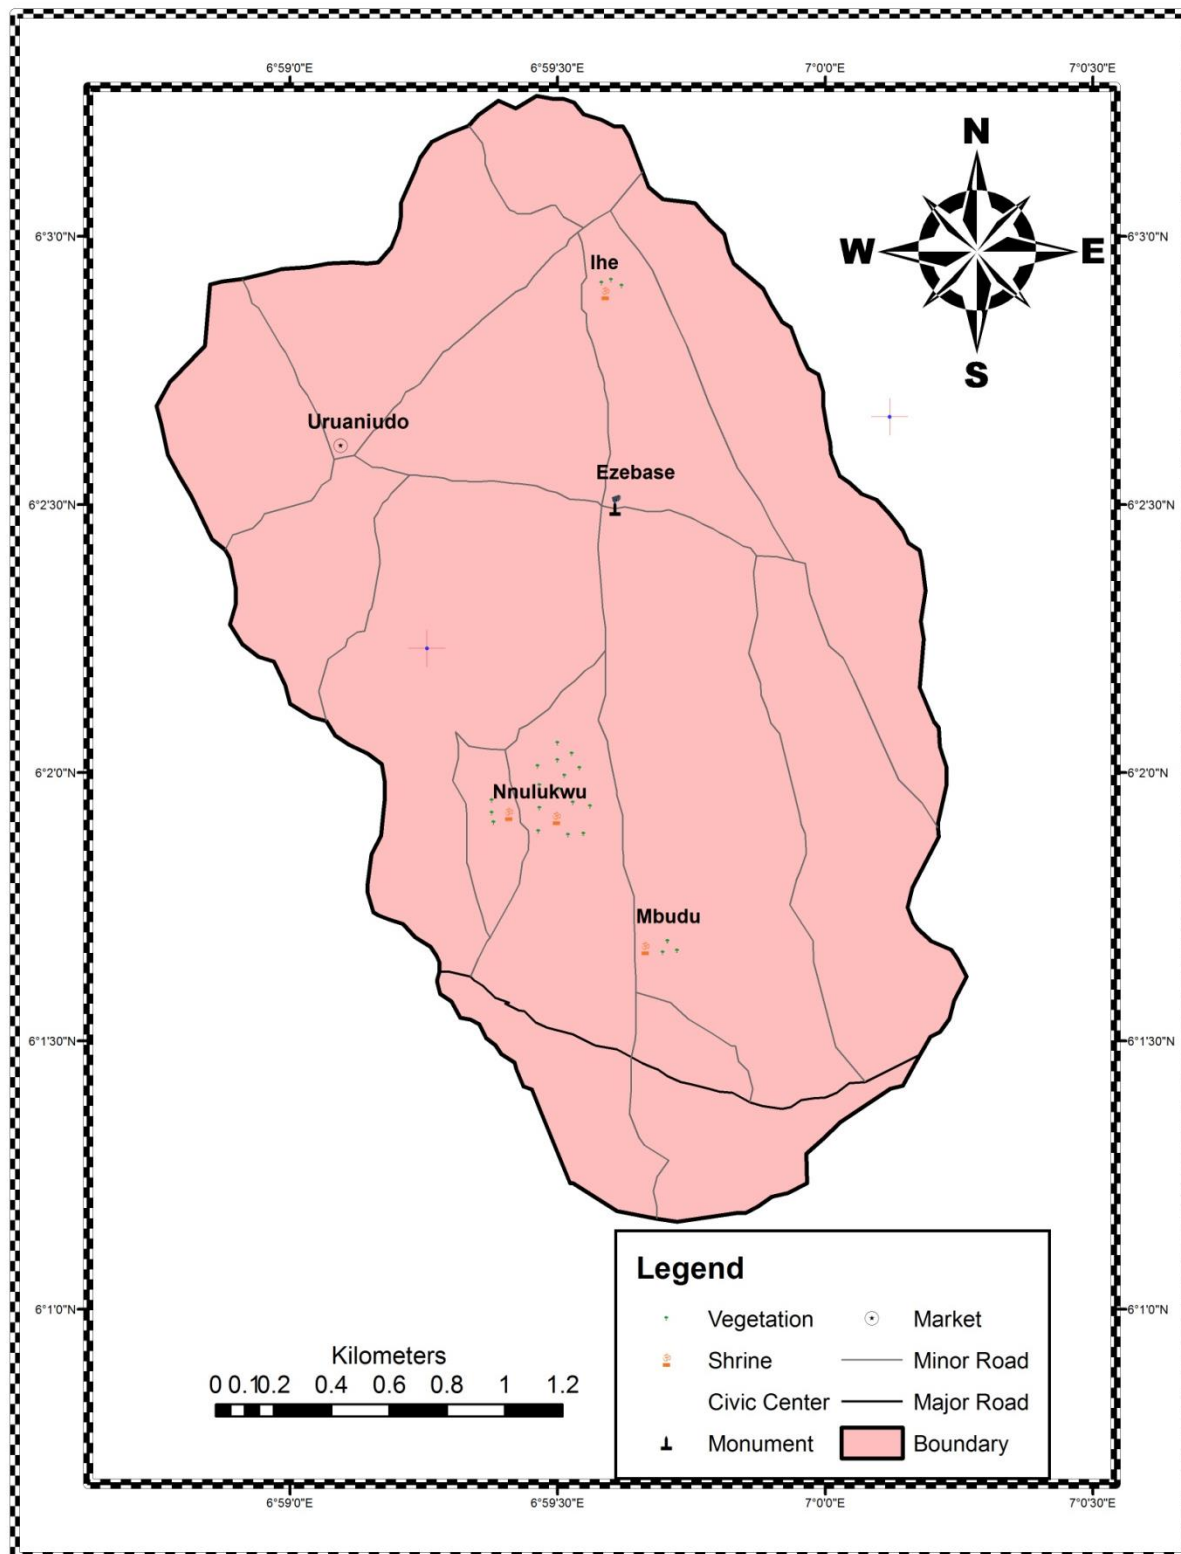 6°59'0"E 6°59'30"E 7°0'0"E 7°0'30"E
N
6°3'0"N 6°3'0"N
W E
Ihe
S
Uruaniudo
Ezebase
6°2'30"N 6°2'30"N
6°2'0"N 6°2'0"N
Nnulukwu
Mbudu
6°1'30"N 6°1'30"N
Legend
6°1'0"N 6°1'0"N
Vegetation Market
Kilometers
Shrine Minor Road
0 0.1 0.2 0.4 0.6 0.8 1 1.2
Civic Center Major Road
Monument Boundary
6°59'0"E 6°59'30"E 7°0'0"E 7°0'30"E